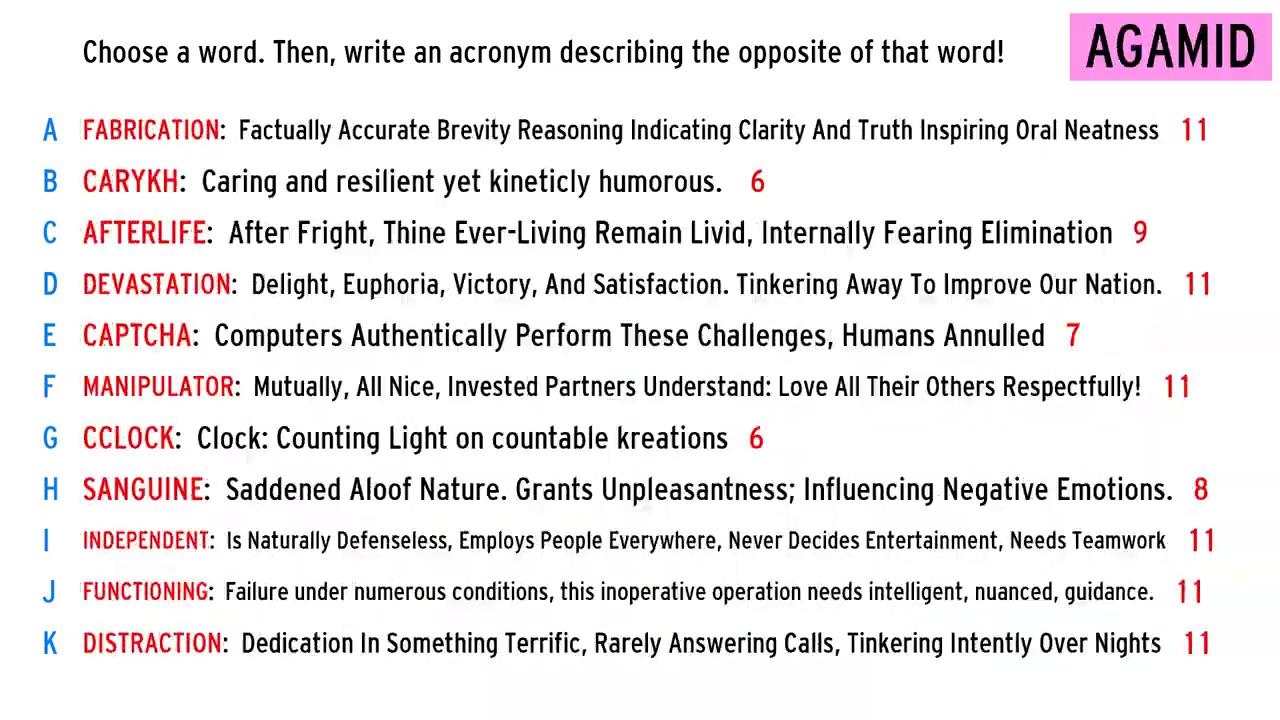 Choose a word. Then, write an acronym describing the opposite of that word!
AGAMID
A FABRICATION: Factually Accurate Brevity Reasoning Indicating Clarity And Truth Inspiring Oral Neatness 11
B CARYKH: Caring and resilient yet kineticly humorous. 6
C AFTERLIFE: After Fright, Thine Ever-Living Remain Livid, Internally Fearing Elimination 9
D DEVASTATION: Delight, Euphoria, Victory, And Satisfaction. Tinkering Away To Improve Our Nation. 11
E CAPTCHA: Computers Authentically Perform These Challenges, Humans Annulled 7
F MANIPULATOR: Mutually, All Nice, Invested Partners Understand: Love All Their Others Respectfully! 11
G CCLOCK: Clock: Counting Light on countable kreations 6
H SANGUINE: Saddened Aloof Nature. Grants Unpleasantness; Influencing Negative Emotions. 8
I INDEPENDENT: Is Naturally Defenseless, Employs People Everywhere, Never Decides Entertainment, Needs Teamwork 11
J FUNCTIONING: Failure under numerous conditions, this inoperative operation needs intelligent, nuanced, guidance. 11
K DISTRACTION: Dedication In Something Terrific, Rarely Answering Calls, Tinkering Intently Over Nights 11